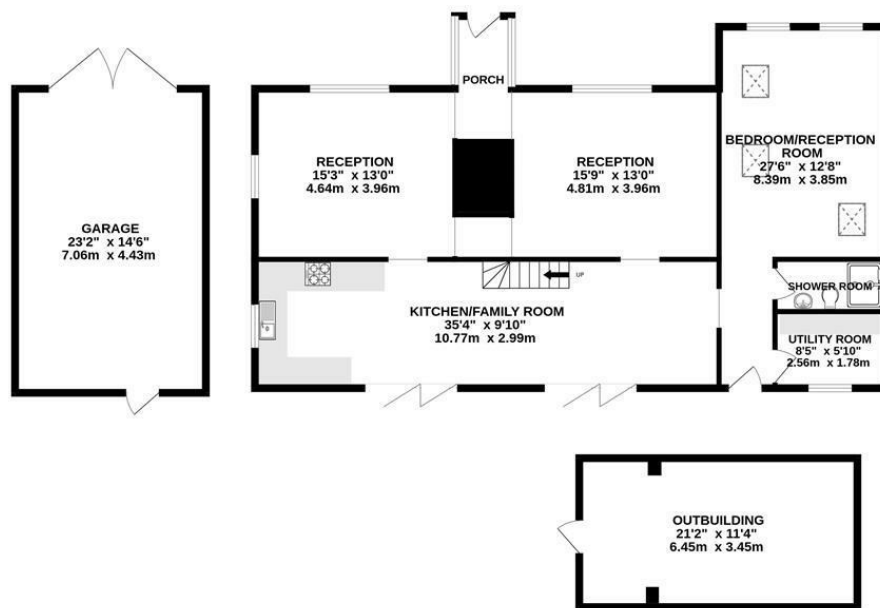 PORCH
RECEPTION
15'3" x 13'0"
4.64m x 3.96m
RECEPTION
15'9" x 13'0"
4.81m x 3.96m
BEDROOM/RECEPTION
ROOM
27'6" x 12'8"
8.39m x 3.85m
GARAGE
23'2" x 14'6"
7.06m x 4.43m
UP
KITCHEN/FAMILY ROOM
35'4" x 9'10"
10.77m x 2.99m
SHOWER ROOM
UTILITY ROOM
8'5" x 5'10"
2.56m x 1.78m
OUTBUILDING
21'2" x 11'4"
6.45m x 3.45m